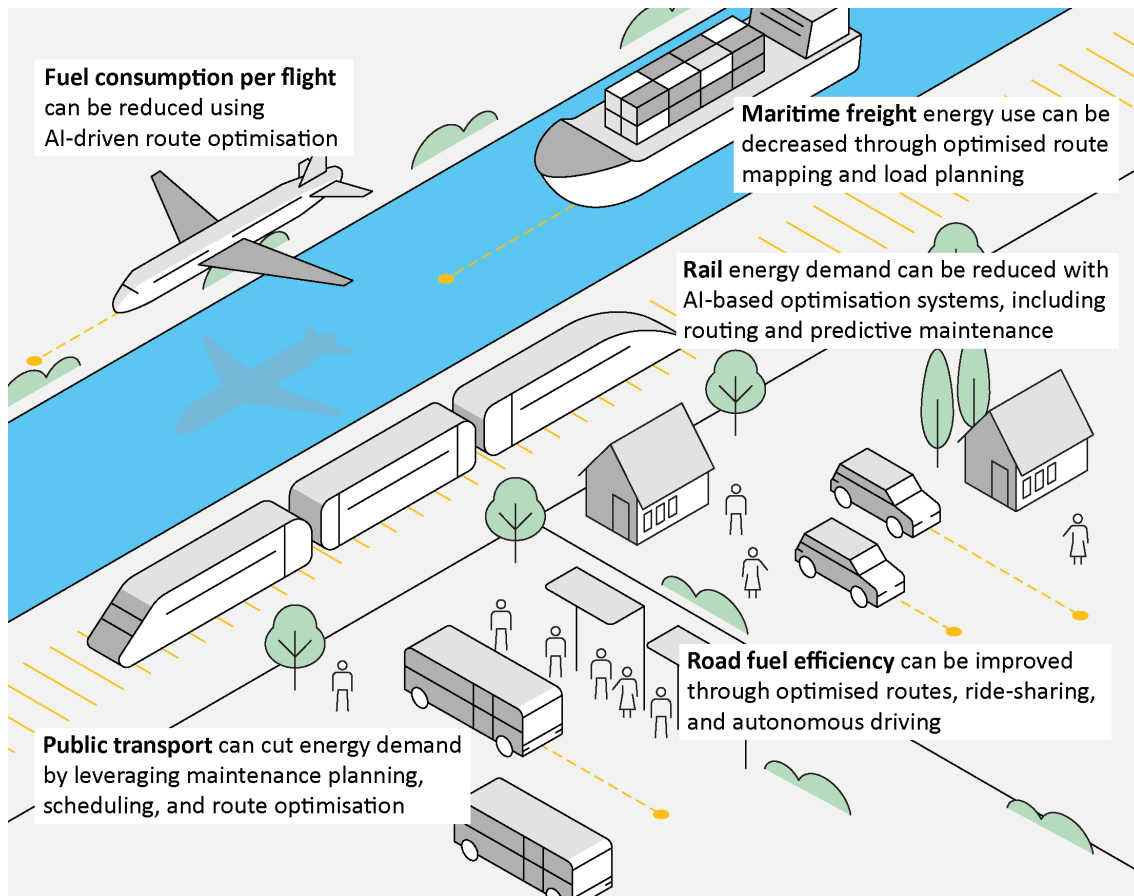 Fuel consumption per flight
can be reduced using
AI-driven route optimisation
Maritime freight energy use can be
decreased through optimised route
mapping and load planning
Rail energy demand can be reduced with
AI-based optimisation systems, including
routing and predictive maintenance
Road fuel efficiency can be improved
through optimised routes, ride-sharing,
and autonomous driving
Public transport can cut energy demand
by leveraging maintenance planning,
scheduling, and route optimisation